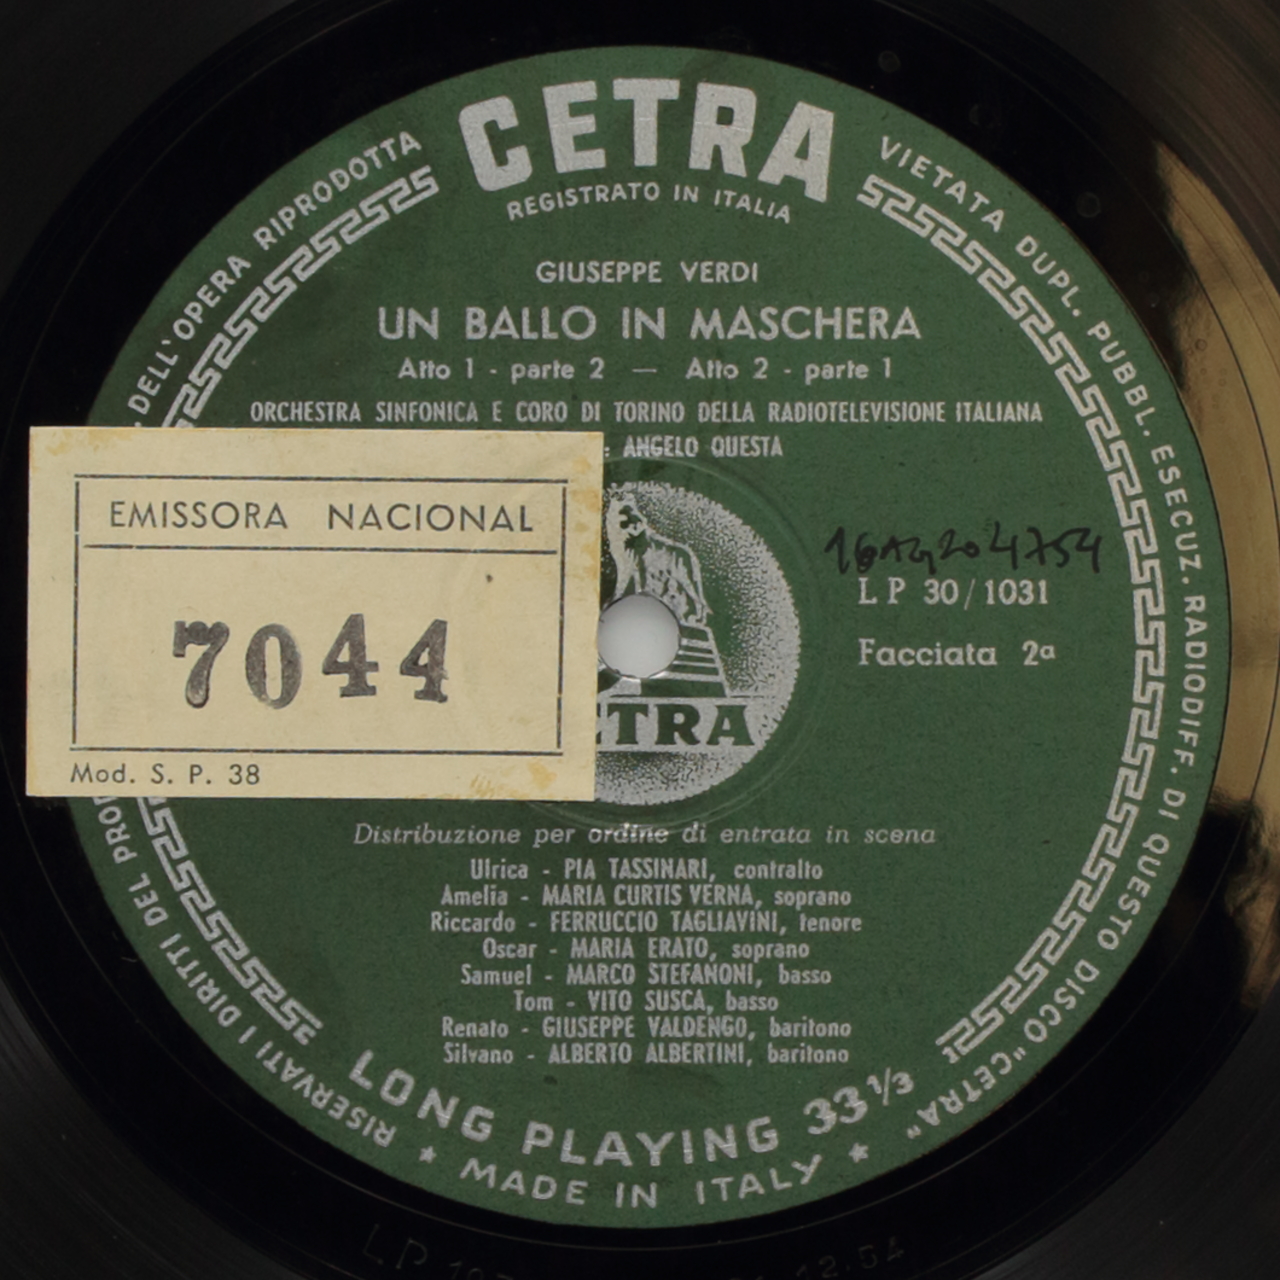 CETRA
REGISTRATO IN ITALIA
GIUSEPPE VERDI
UN BALLO IN MASCHERA
Atto 1 - parte 2 — Atto 2 - parte 1
ORCHESTRA SINFONICA E CORO DI TORINO DELLA RADIOTELEVISIONE ITALIANA
: ANGELO QUESTA
EMISSORA NACIONAL
7044
Mod. S. P. 38
LP 30/1031
Facciata 2ª
Distribuzione per ordine di entrata in scena
Ulrica - PIA TASSINARI, contralto
Amelia - MARIA CURTIS VERNA, soprano
Riccardo - FERRUCCIO TAGLIAVINI, tenore
Oscar - MARIA ERATO, soprano
Samuel - MARCO STEFANONI, basso
Tom - VITO SUSCA, basso
Renato - GIUSEPPE VALDENGO, baritono
Silvano - ALBERTO ALBERTINI, baritono
LONG PLAYING 33 1/3
★ MADE IN ITALY ★
RISERVATI I DIRITTI DEL
DELL'OPERA RIPRODOTTA
VIETATA DUPL. PUBBL. ESECUZ. RADIODIFF. DI QUESTO DISCO "CETRA"